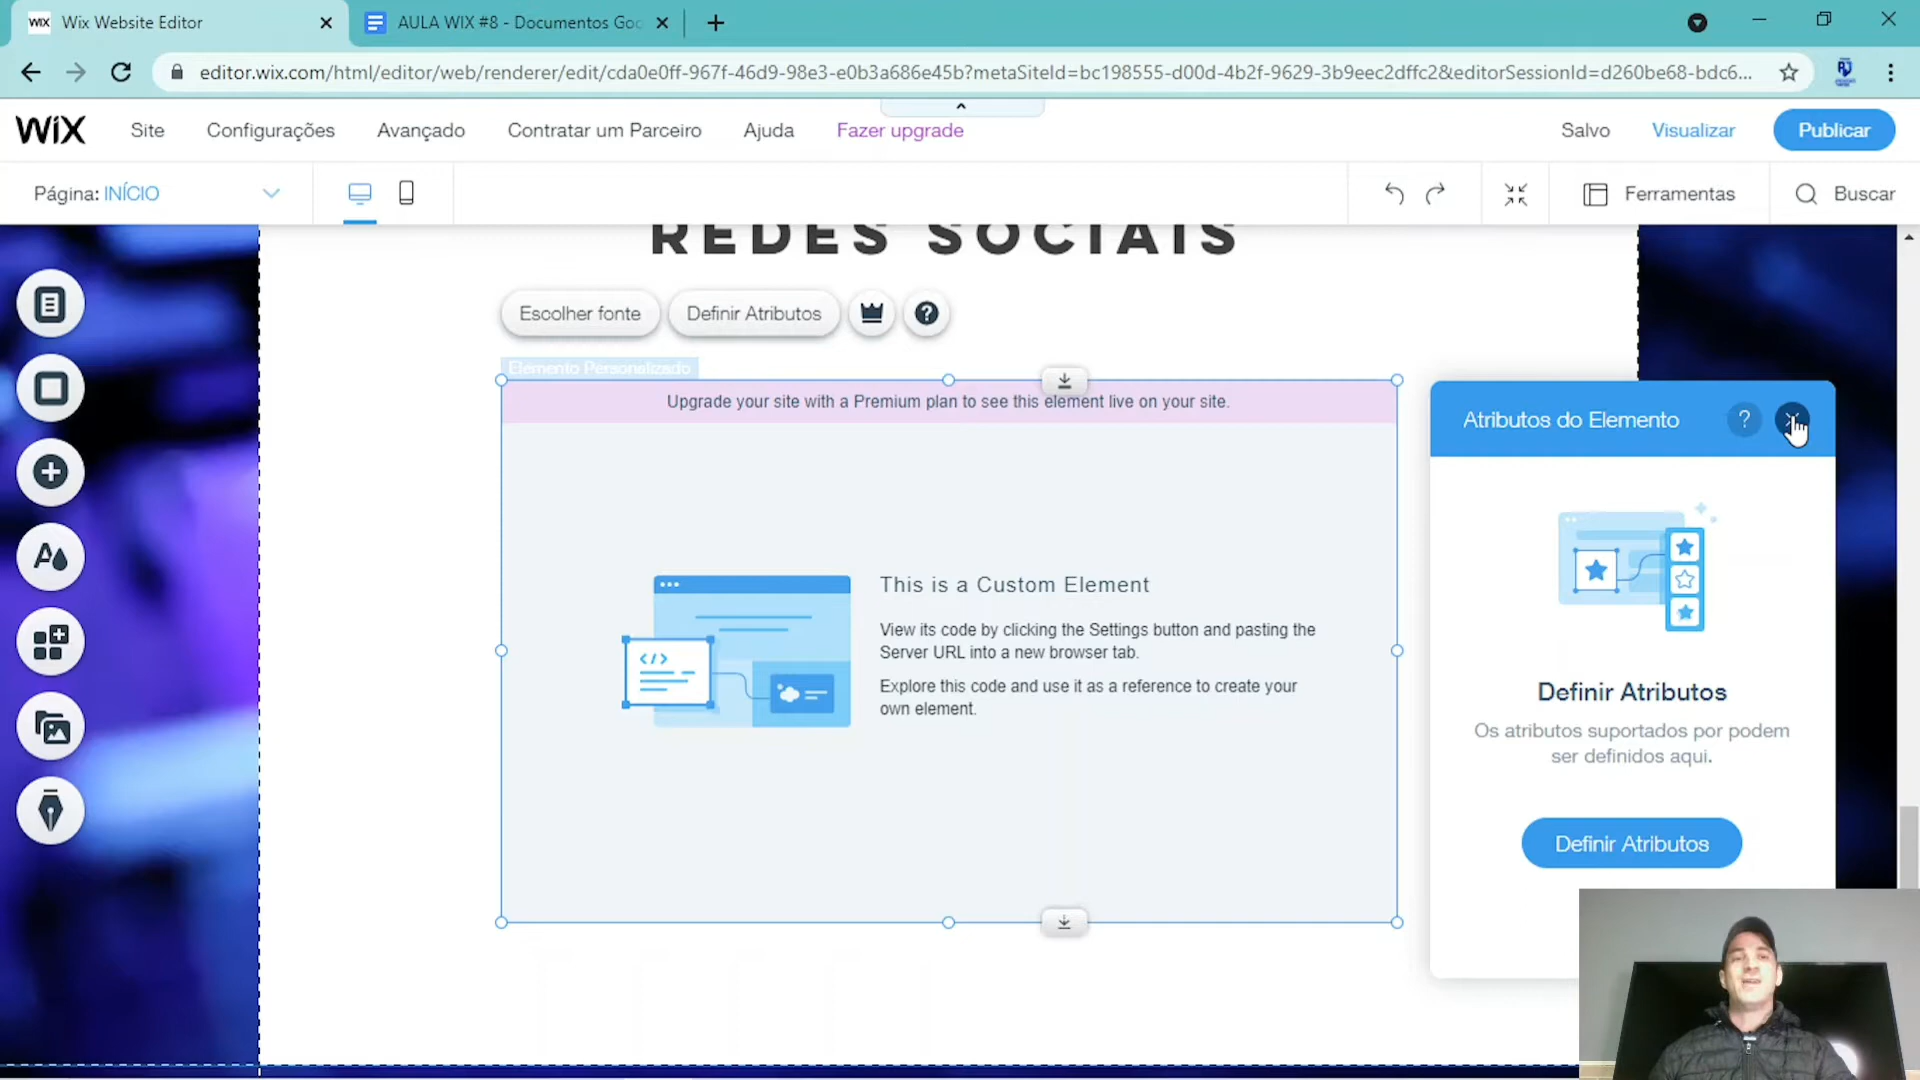 WiX Wix Website Editor
AULA WIX #8 - Documentos Goo
editor.wix.com/html/editor/web/renderer/edit/cda0e0ff-967f-46d9-98e3-e0b3a686e45b?metaSiteId=bc198555-d00d-4b2f-9629-3b9eec2dffc2&editorSessionId=d260be68-bdc6...
WiX Site Configurações Avançado Contratar um Parceiro Ajuda Fazer upgrade Salvo Visualizar Publicar
Página: INÍCIO Ferramentas Buscar
REDES SOCIAIS
Escolher fonte Definir Atributos ?
Elemento Personalizado
Upgrade your site with a Premium plan to see this element live on your site.
This is a Custom Element
View its code by clicking the Settings button and pasting the
Server URL into a new browser tab.
Explore this code and use it as a reference to create your
own element.
Atributos do Elemento ?
Definir Atributos
Os atributos suportados por podem
ser definidos aqui.
Definir Atributos